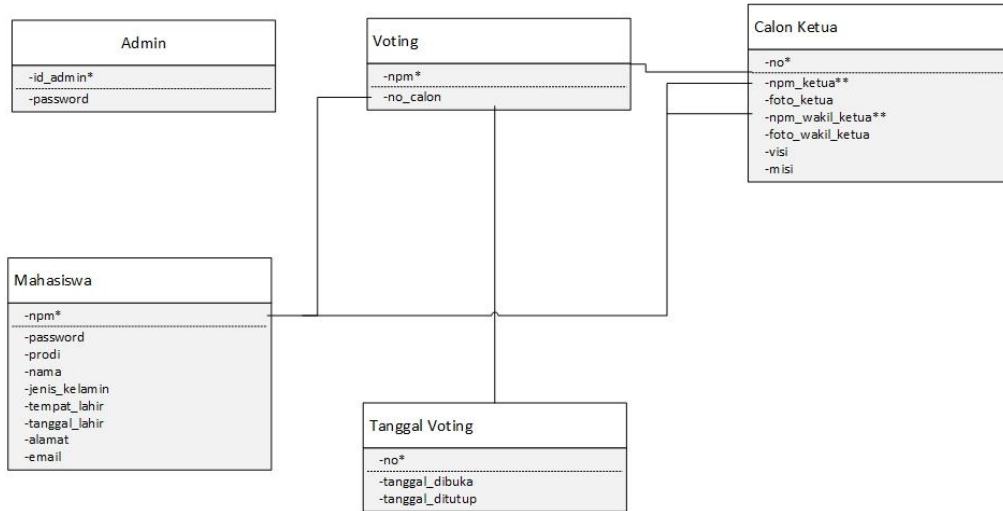 Admin
-id_admin*
-password
Voting
-npm*
-no_calon
Calon Ketua
-no*
-npm_ketua**
-foto_ketua
-npm_wakil_ketua**
-foto_wakil_ketua
-visi
-misi
Mahasiswa
-npm*
-password
-prodi
-nama
-jenis_kelamin
-tempat_lahir
-tanggal_lahir
-alamat
-email
Tanggal Voting
-no*
-tanggal_dibuka
-tanggal_ditutup